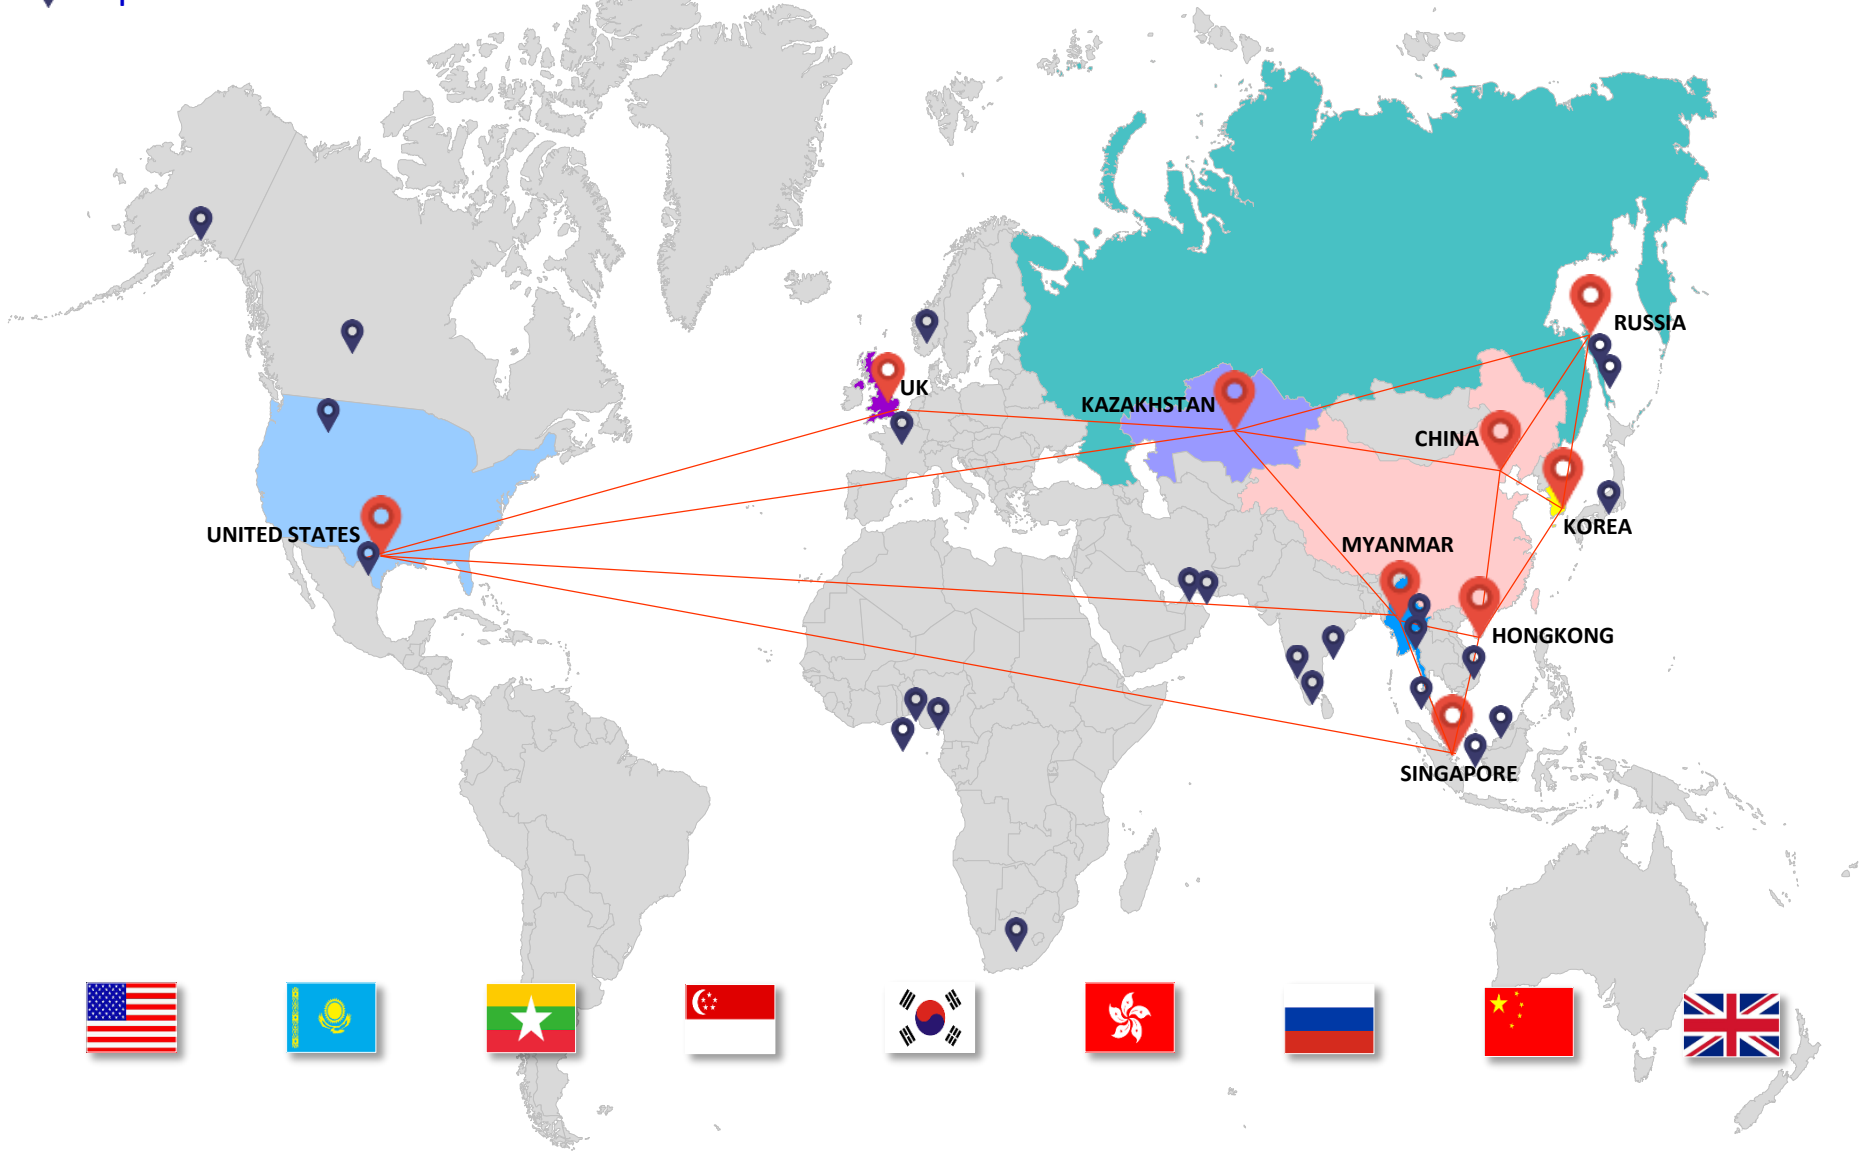 RUSSIA
UK
KAZAKHSTAN
CHINA
UNITED STATES
KOREA
MYANMAR
HONGKONG
SINGAPORE